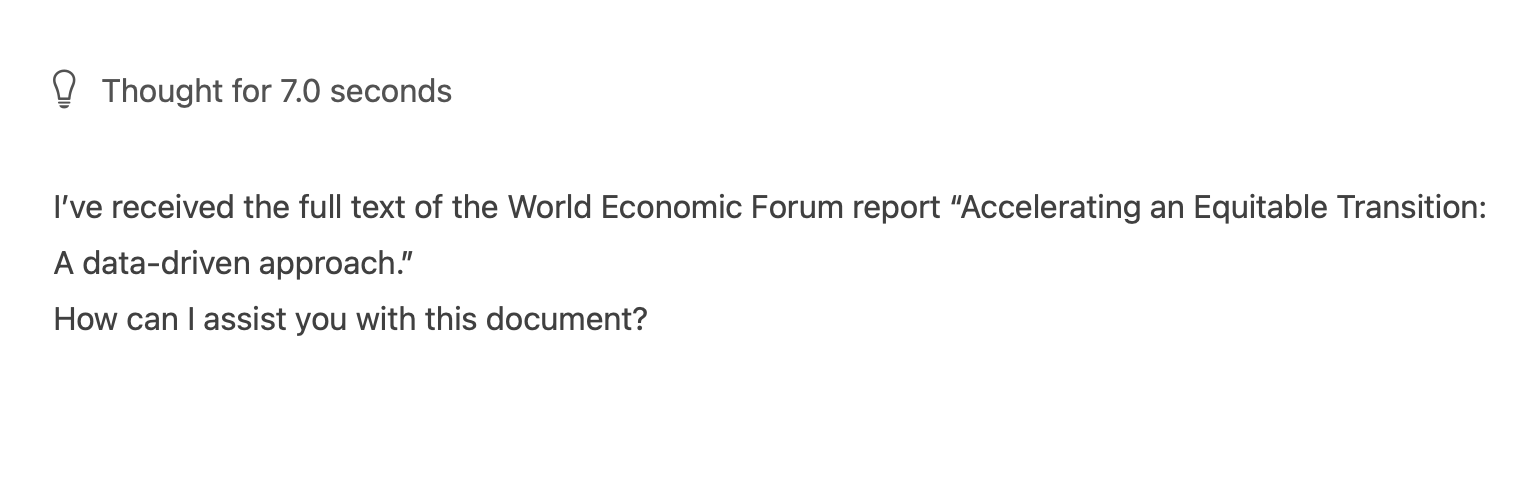 Thought for 7.0 seconds
I’ve received the full text of the World Economic Forum report “Accelerating an Equitable Transition:
A data-driven approach.”
How can I assist you with this document?